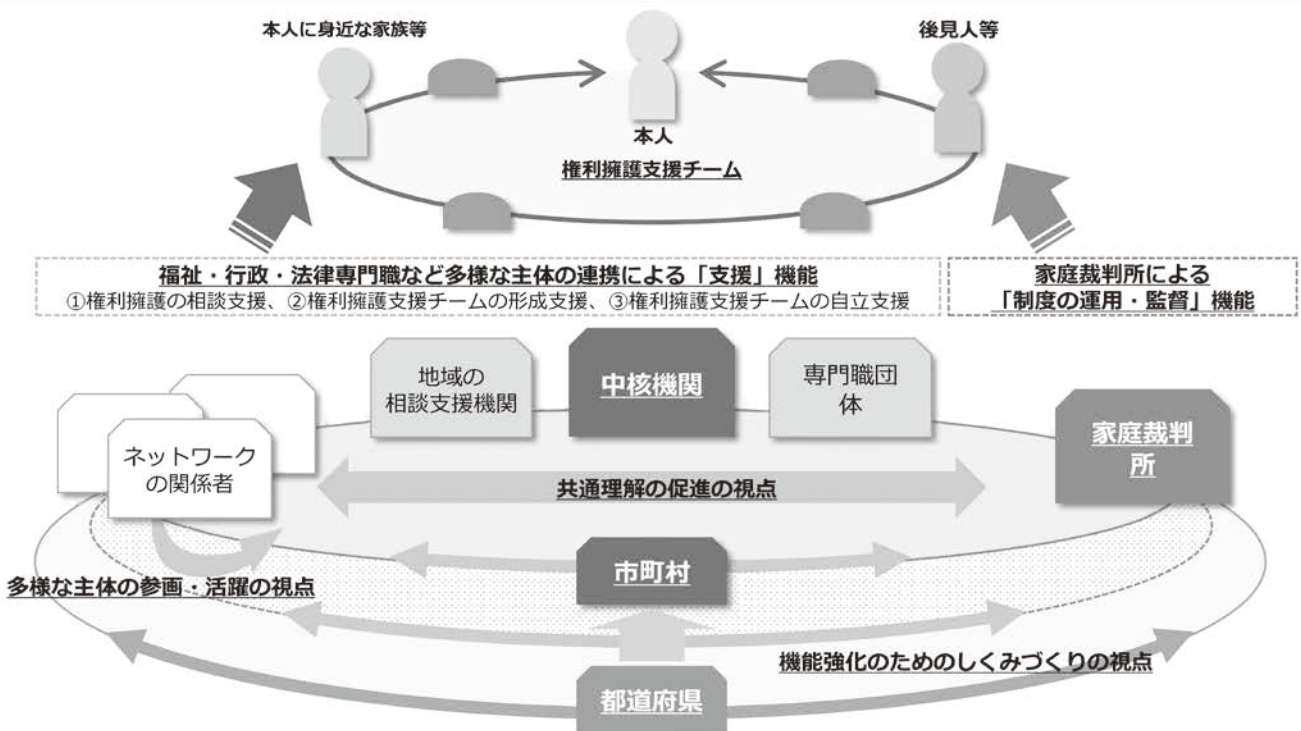 本人に身近な家族等
後見人等
本人
権利擁護支援チーム
福祉・行政・法律専門職など多様な主体の連携による「支援」機能
①権利擁護の相談支援、②権利擁護支援チームの形成支援、③権利擁護支援チームの自立支援
家庭裁判所による
「制度の運用・監督」機能
地域の
相談支援機関
中核機関
専門職団
体
家庭裁判
所
ネットワーク
の関係者
共通理解の促進の視点
市町村
多様な主体の参画・活躍の視点
機能強化のためのしくみづくりの視点
都道府県